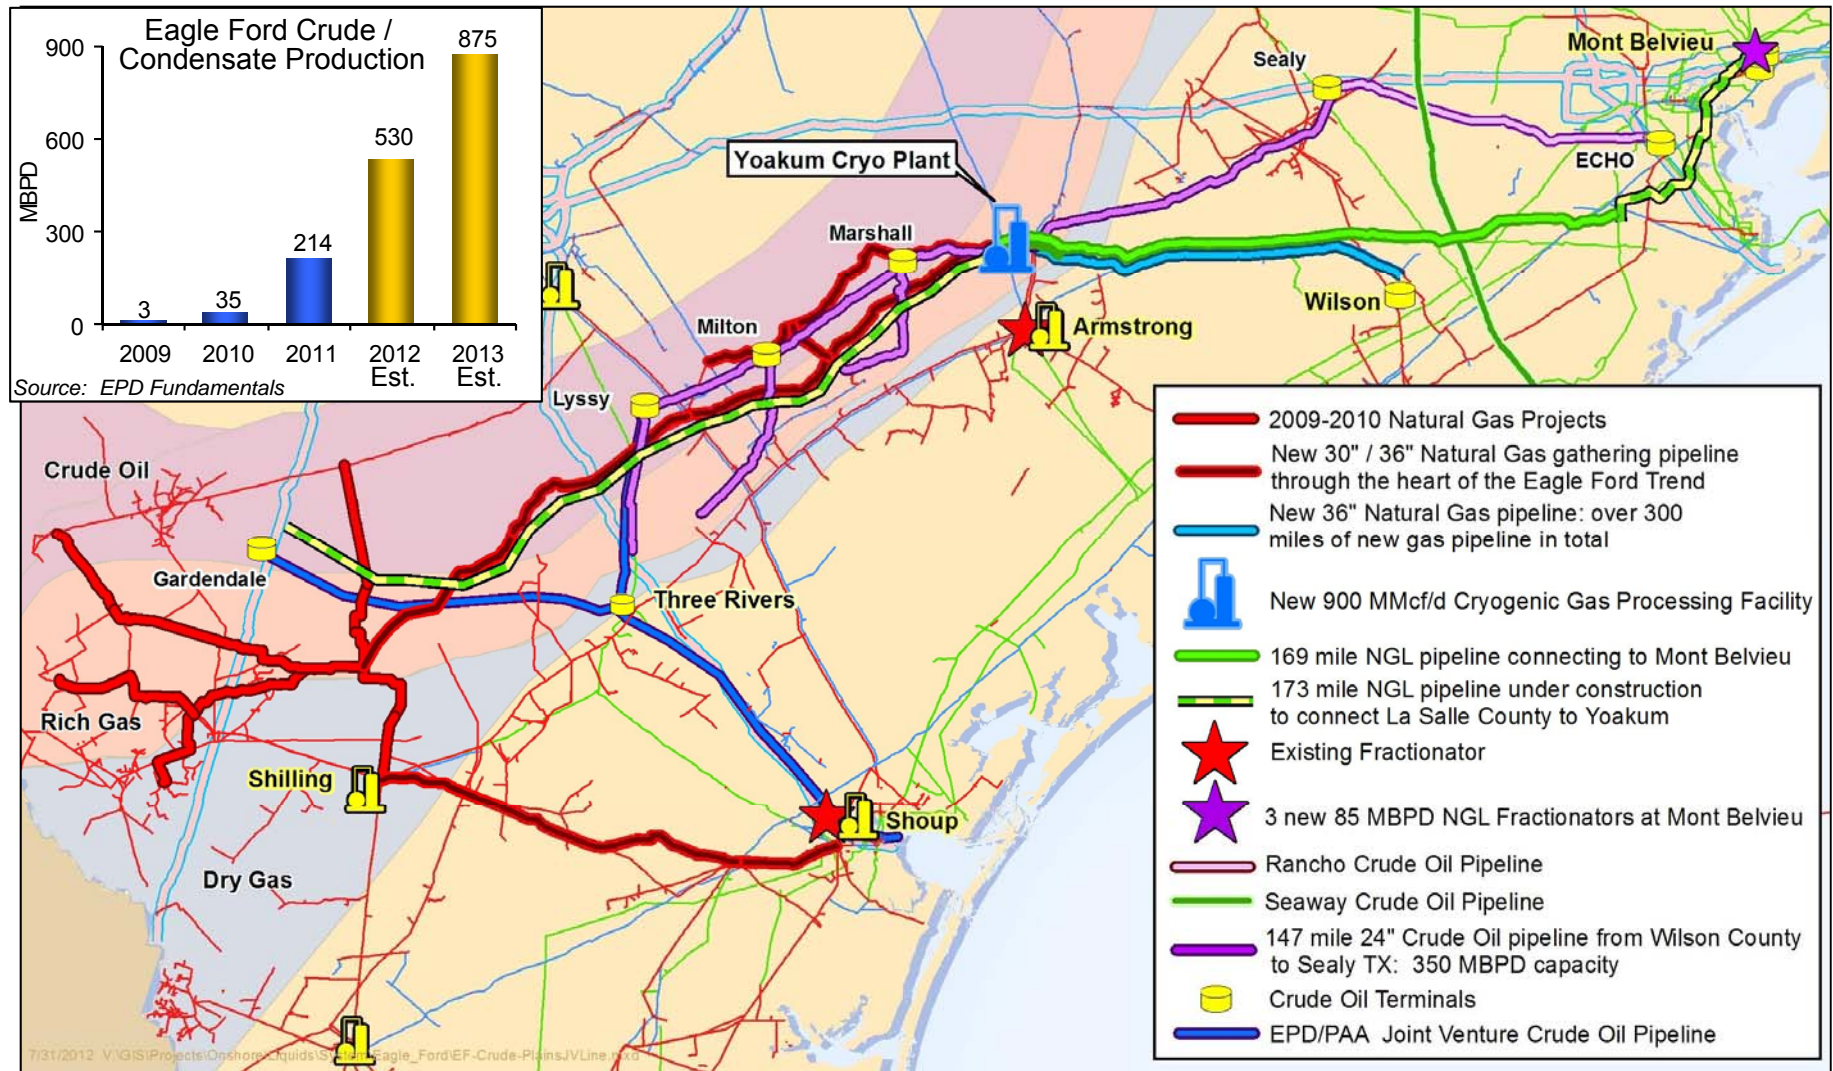 Eagle Ford Crude /
Condensate Production
MBPD
900
600
300
0
3
35
214
530
875
2009
2010
2011
2012
Est.
2013
Est.
Source: EPD Fundamentals
Mont Belvieu
Sealy
ECHO
Yoakum Cryo Plant
Marshall
Wilson
Milton
Armstrong
Lyssy
Crude Oil
Gardendale
Three Rivers
Rich Gas
Shilling
Shoup
Dry Gas
2009-2010 Natural Gas Projects
New 30" / 36" Natural Gas gathering pipeline
through the heart of the Eagle Ford Trend
New 36" Natural Gas pipeline: over 300
miles of new gas pipeline in total
New 900 MMcf/d Cryogenic Gas Processing Facility
169 mile NGL pipeline connecting to Mont Belvieu
173 mile NGL pipeline under construction
to connect La Salle County to Yoakum
Existing Fractionator
3 new 85 MBPD NGL Fractionators at Mont Belvieu
Rancho Crude Oil Pipeline
Seaway Crude Oil Pipeline
147 mile 24" Crude Oil pipeline from Wilson County
to Sealy TX: 350 MBPD capacity
Crude Oil Terminals
EPD/PAA Joint Venture Crude Oil Pipeline
7/31/2012